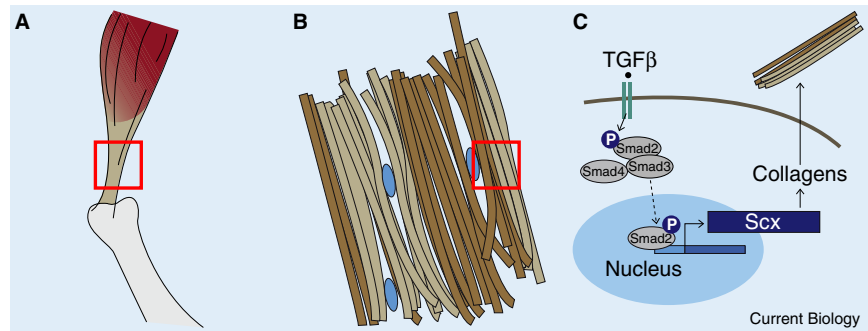 A
B
C
TGFβ
P
Smad2
Smad4
Smad3
Collagens
P
Scx
Smad2
Nucleus
Current Biology